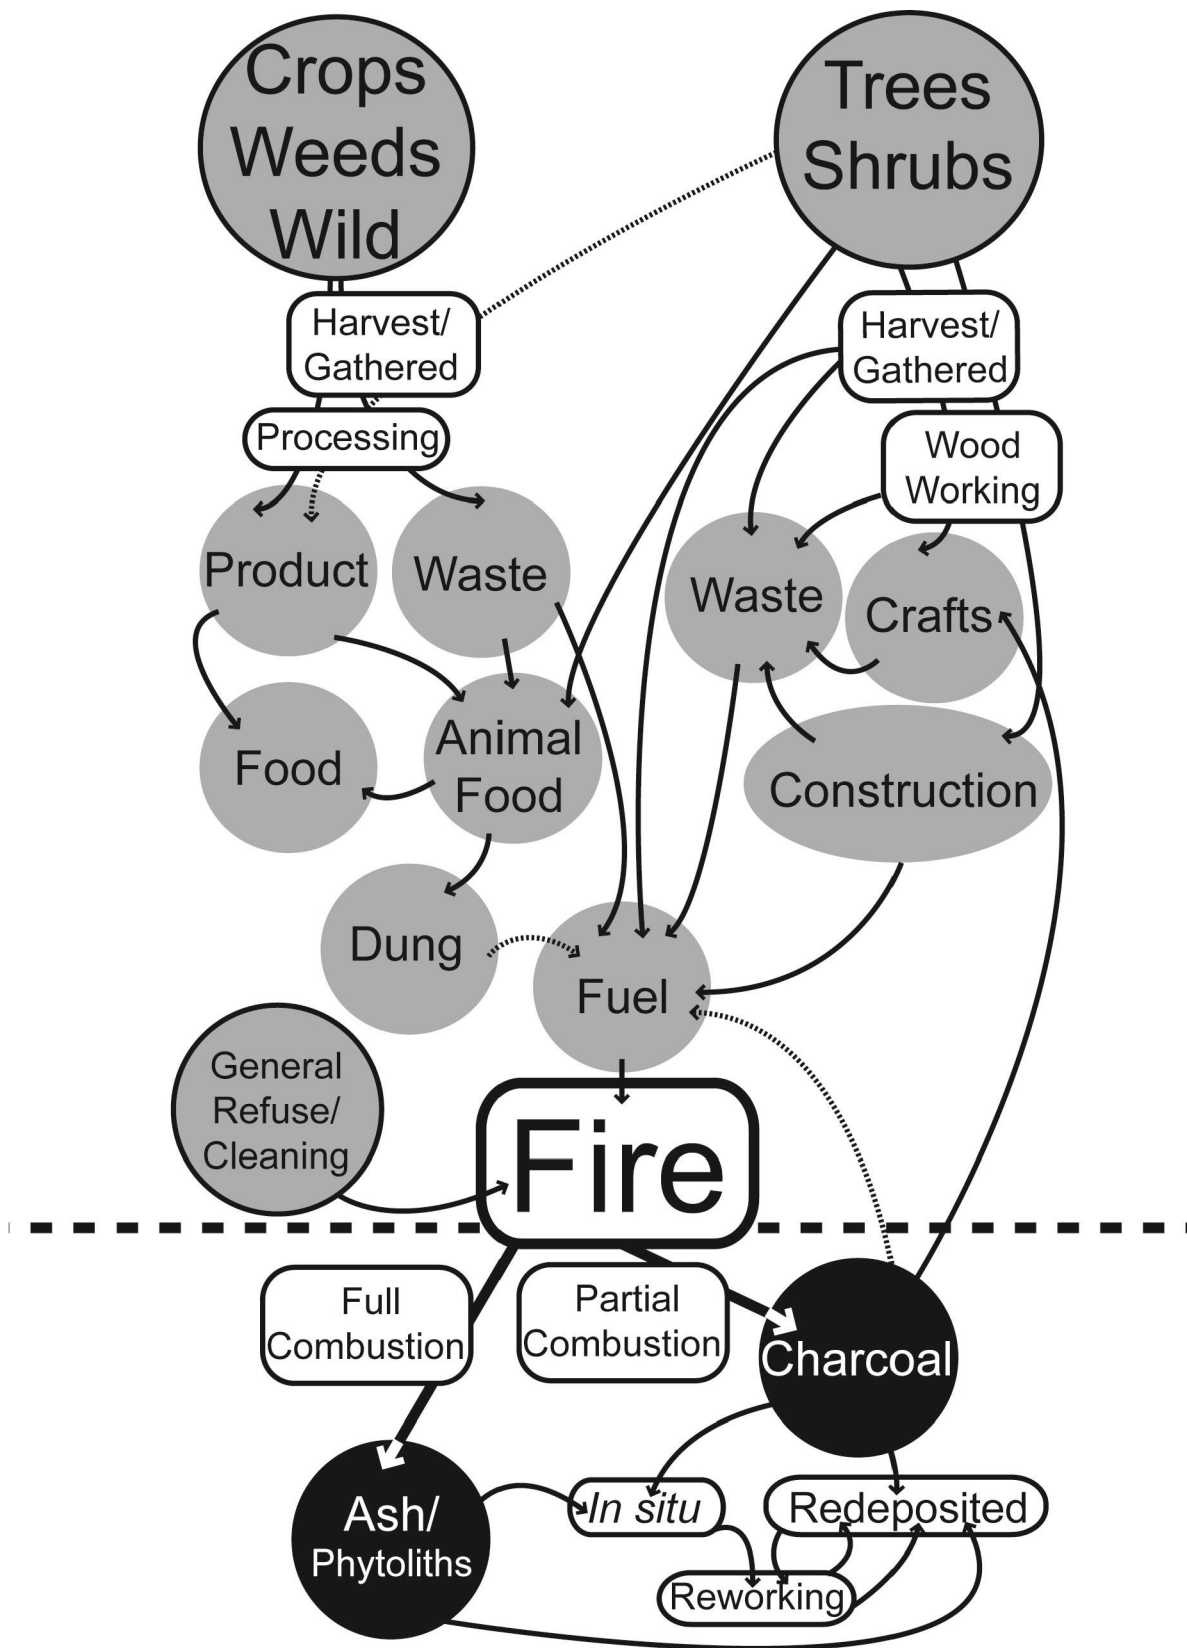 Crops
Weeds
Wild
Trees
Shrubs
Harvest/
Gathered
Harvest/
Gathered
Processing
Wood
Working
Product
Waste
Waste
Crafts
Food
Animal
Food
Construction
Dung
Fuel
General
Refuse/
Cleaning
Fire
Full
Combustion
Partial
Combustion
Charcoal
Ash/
Phytoliths
In situ
Redeposited
Reworking